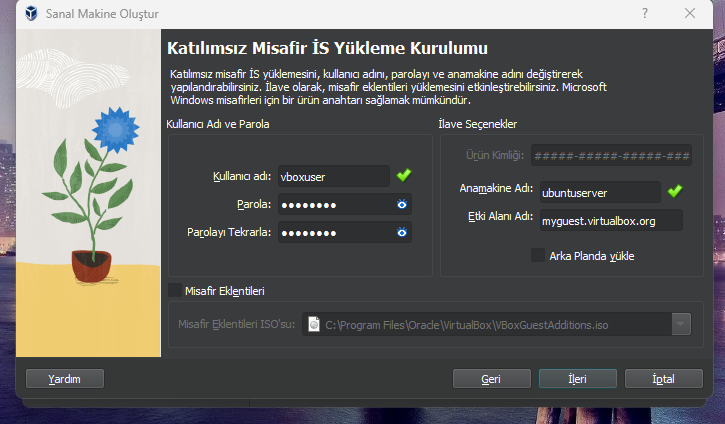 Sanal Makine Oluştur
?
Katılımsız Misafir İS Yükleme Kurulumu
Katılımsız misafir İS yüklemesini, kullanıcı adını, parolayı ve anamakine adını değiştirerek
yapılandırabilirsiniz. İlave olarak, misafir eklentileri yüklemesini etkinleştirebilirsiniz. Microsoft
Windows misafirleri için bir ürün anahtarı sağlamak mümkündür.
Kullanıcı Adı ve Parola
Kullanıcı adı: vboxuser
Parola: ●●●●●●●●
Parolayı Tekrarla: ●●●●●●●●
İlave Seçenekler
Ürün Kimliği: #####-#####-#####-###
Anamakine Adı: ubuntuserver
Etki Alanı Adı: myguest.virtualbox.org
Arka Planda yükle
Misafir Eklentileri
Misafir Eklentileri ISO'su: C:\Program Files\Oracle\VirtualBox\VBoxGuestAdditions.iso
Yardım
Geri
İleri
İptal